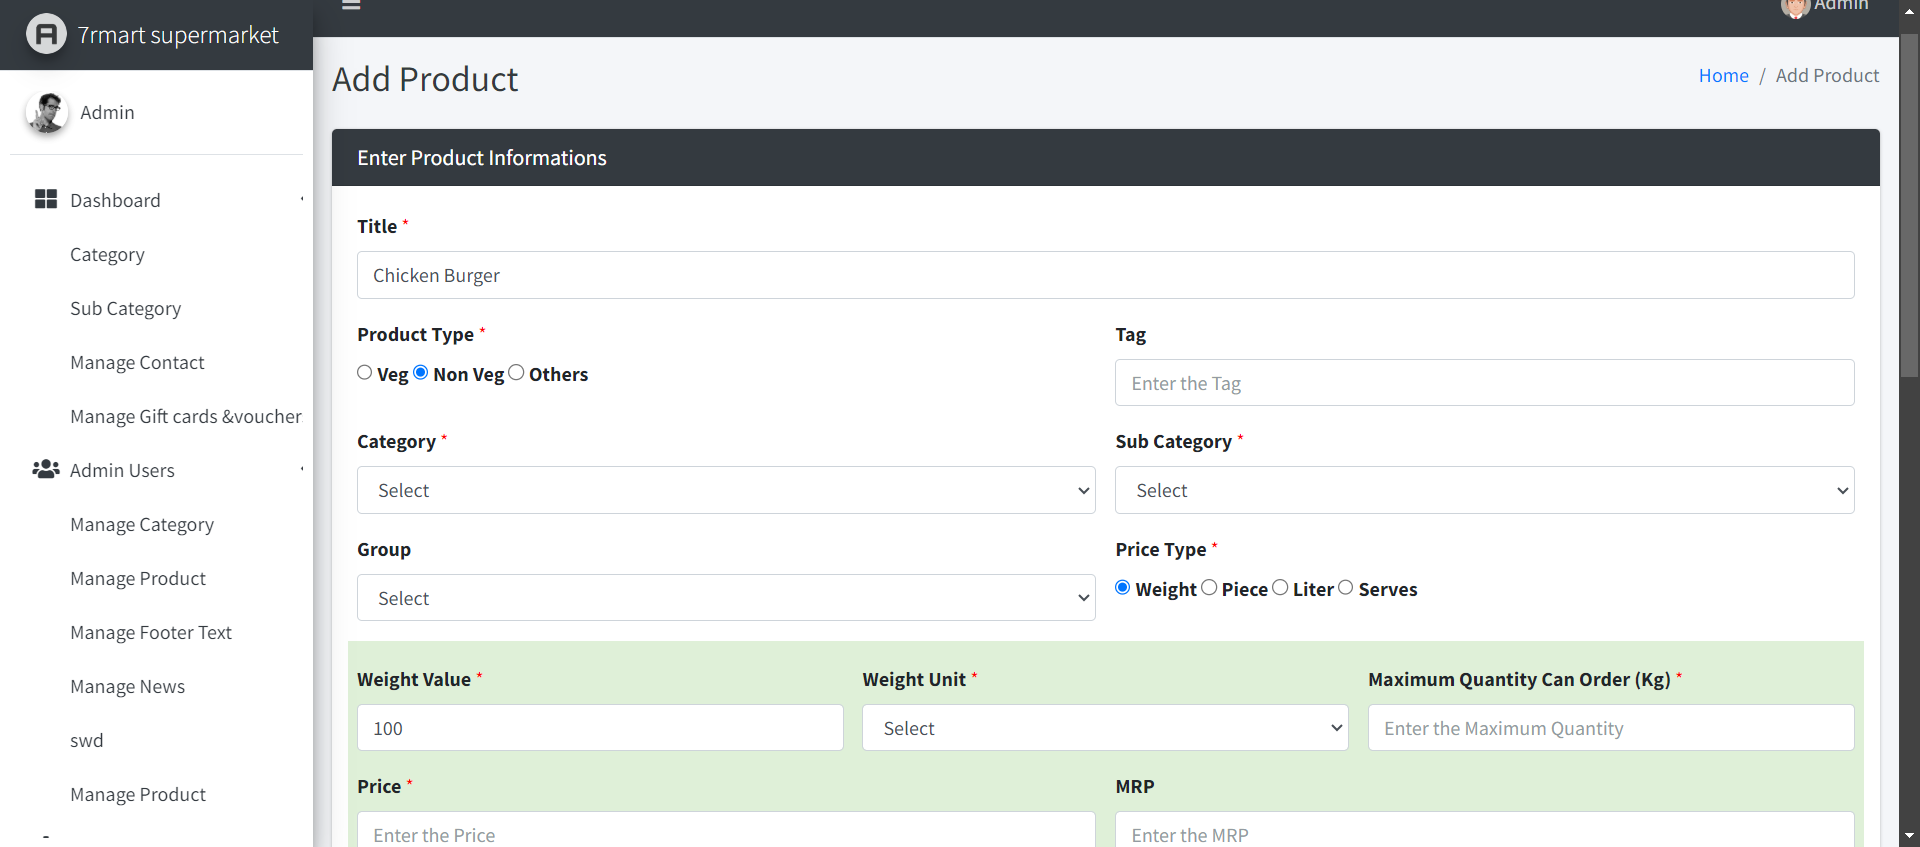 7rmart supermarket
Admin
Admin
Dashboard
Category
Sub Category
Manage Contact
Manage Gift cards &voucher
Admin Users
Manage Category
Manage Product
Manage Footer Text
Manage News
swd
Manage Product
Add Product
Home / Add Product
Enter Product Informations
Title *
Chicken Burger
Product Type *
Veg Non Veg Others
Tag
Enter the Tag
Category *
Select
Sub Category *
Select
Group
Select
Price Type *
Weight Piece Liter Serves
Weight Value *
100
Weight Unit *
Select
Maximum Quantity Can Order (Kg) *
Enter the Maximum Quantity
Price *
Enter the Price
MRP
Enter the MRP